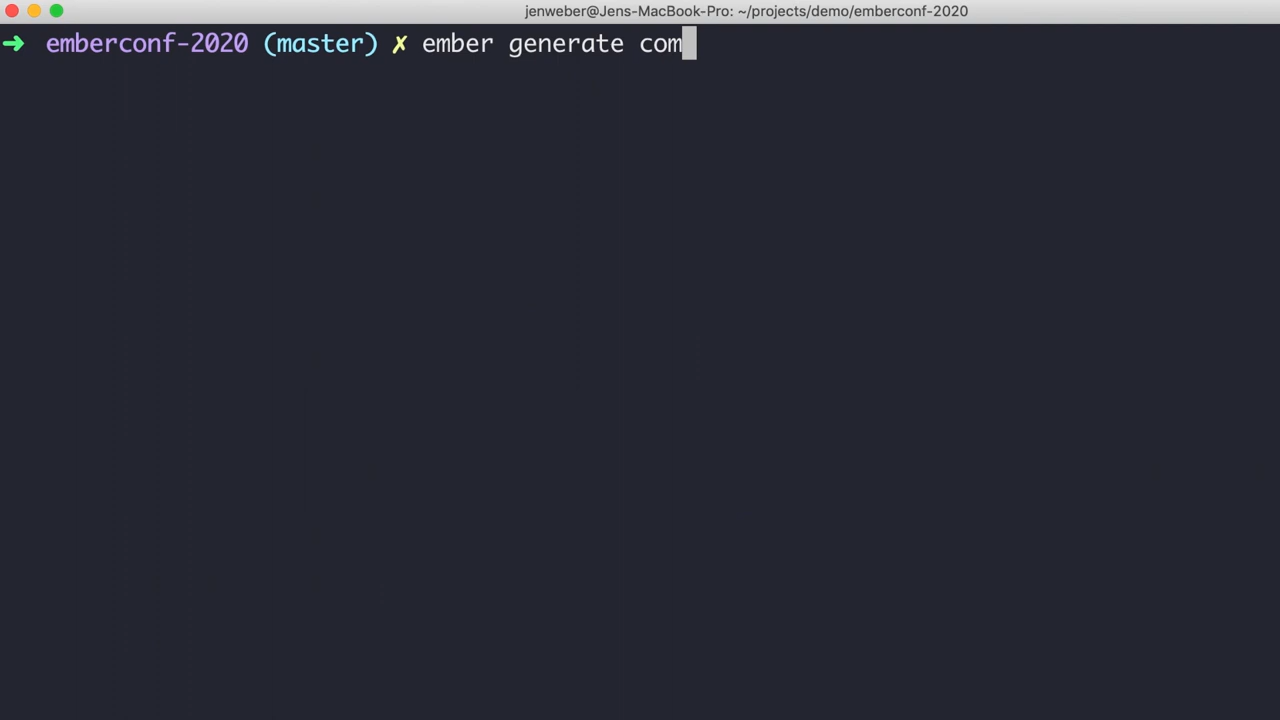 jenweber@Jens-MacBook-Pro: ~/projects/demo/emberconf-2020
➜ emberconf-2020 (master) ✗ ember generate com